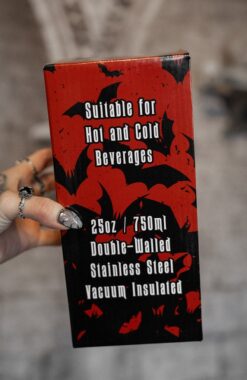 Suitable for
Hot and Cold
Beverages
25oz / 750ml
Double-Walled
Stainless Steel
Vacuum Insulated